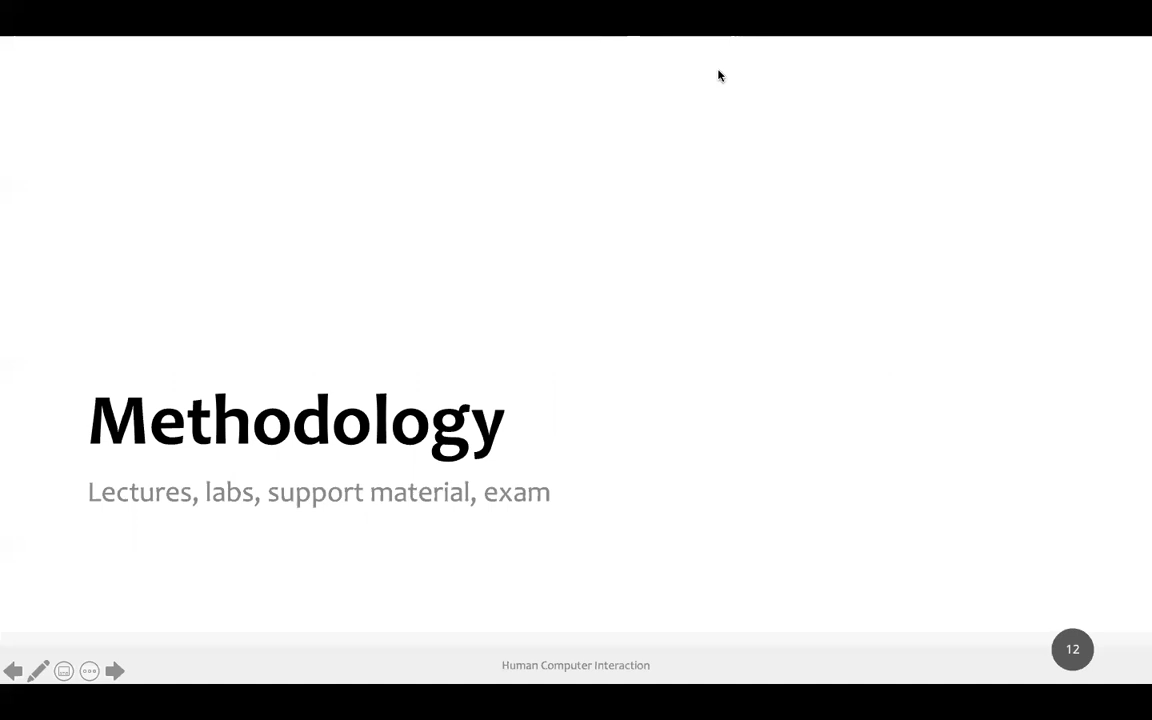 Methodology
Lectures, labs, support material, exam
Human Computer Interaction
12